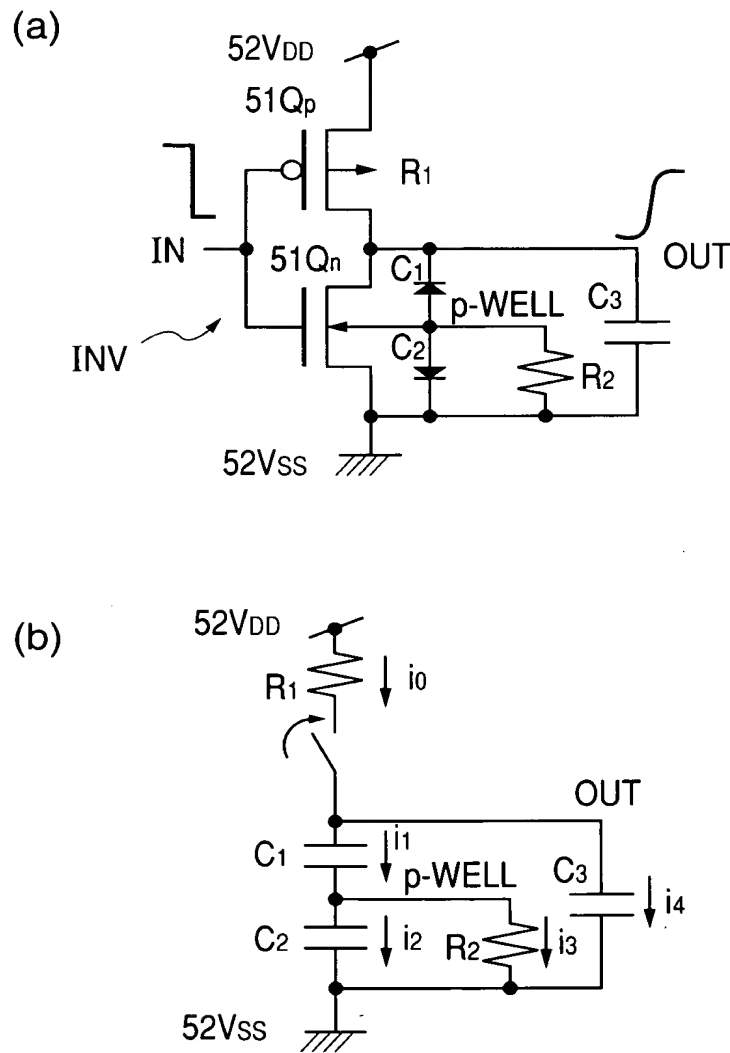 (a)
52VDD
51Qp
R1
IN
OUT
51Qn
C1
C3
p-WELL
INV
C2
R2
52VSS
(b)
52VDD
R1
i0
OUT
C1
i1
p-WELL
C3
i4
C2
i2
R2
i3
52VSS